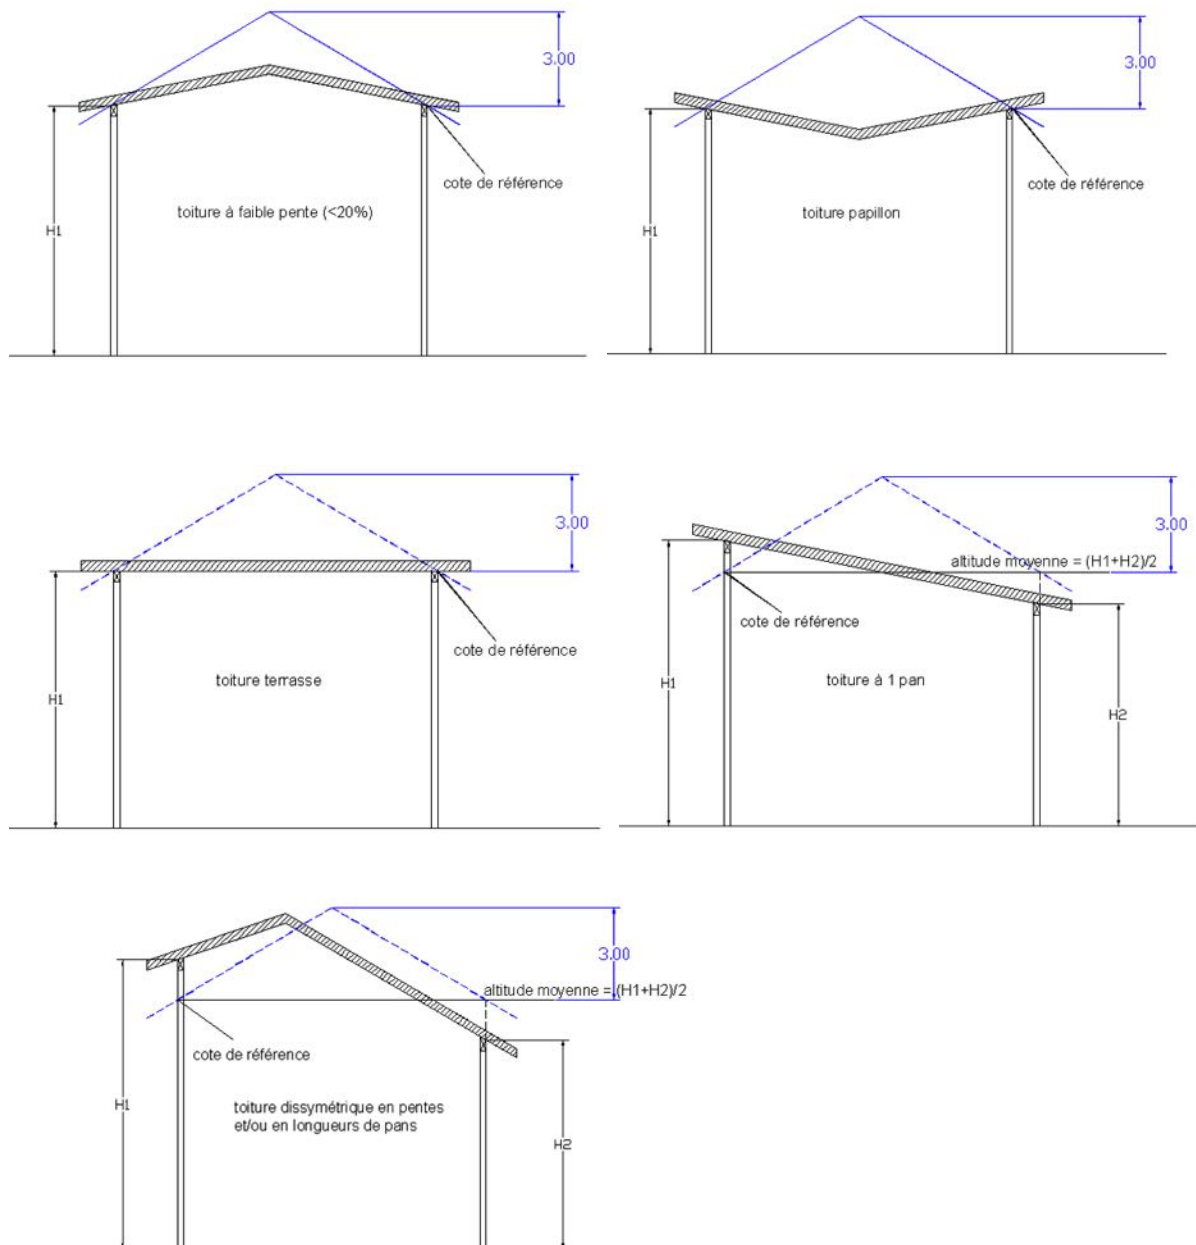 3.00
cote de référence
toiture à faible pente (<20%)
H1
3.00
cote de référence
toiture papillon
H1
3.00
cote de référence
toiture terrasse
H1
3.00
altitude moyenne = (H1+H2)/2
cote de référence
toiture à 1 pan
H1
H2
3.00
altitude moyenne = (H1+H2)/2
cote de référence
H1
toiture dissymétrique en pentes
et/ou en longueurs de pans
H2